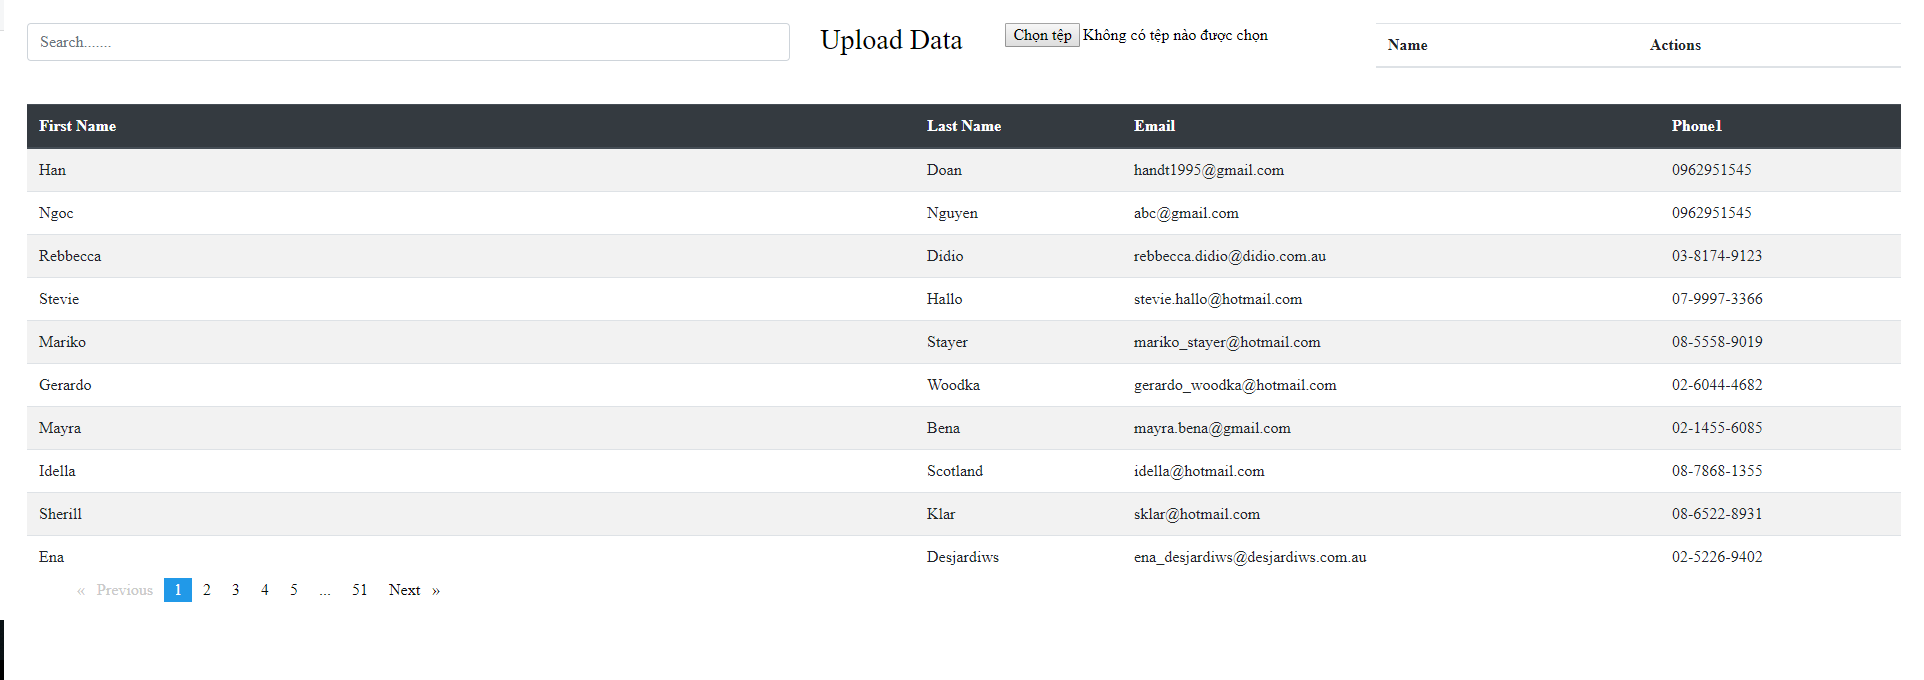 Search.......
Upload Data
Chọn tệp Không có tệp nào được chọn
Name Actions
First Name Last Name Email Phone1
Han Doan handt1995@gmail.com 0962951545
Ngoc Nguyen abc@gmail.com 0962951545
Rebbecca Didio rebbecca.didio@didio.com.au 03-8174-9123
Stevie Hallo stevie.hallo@hotmail.com 07-9997-3366
Mariko Stayer mariko_stayer@hotmail.com 08-5558-9019
Gerardo Woodka gerardo_woodka@hotmail.com 02-6044-4682
Mayra Bena mayra.bena@gmail.com 02-1455-6085
Idella Scotland idella@hotmail.com 08-7868-1355
Sherill Klar sklar@hotmail.com 08-6522-8931
Ena Desjardiws ena_desjardiws@desjardiws.com.au 02-5226-9402
« Previous 1 2 3 4 5 ... 51 Next »